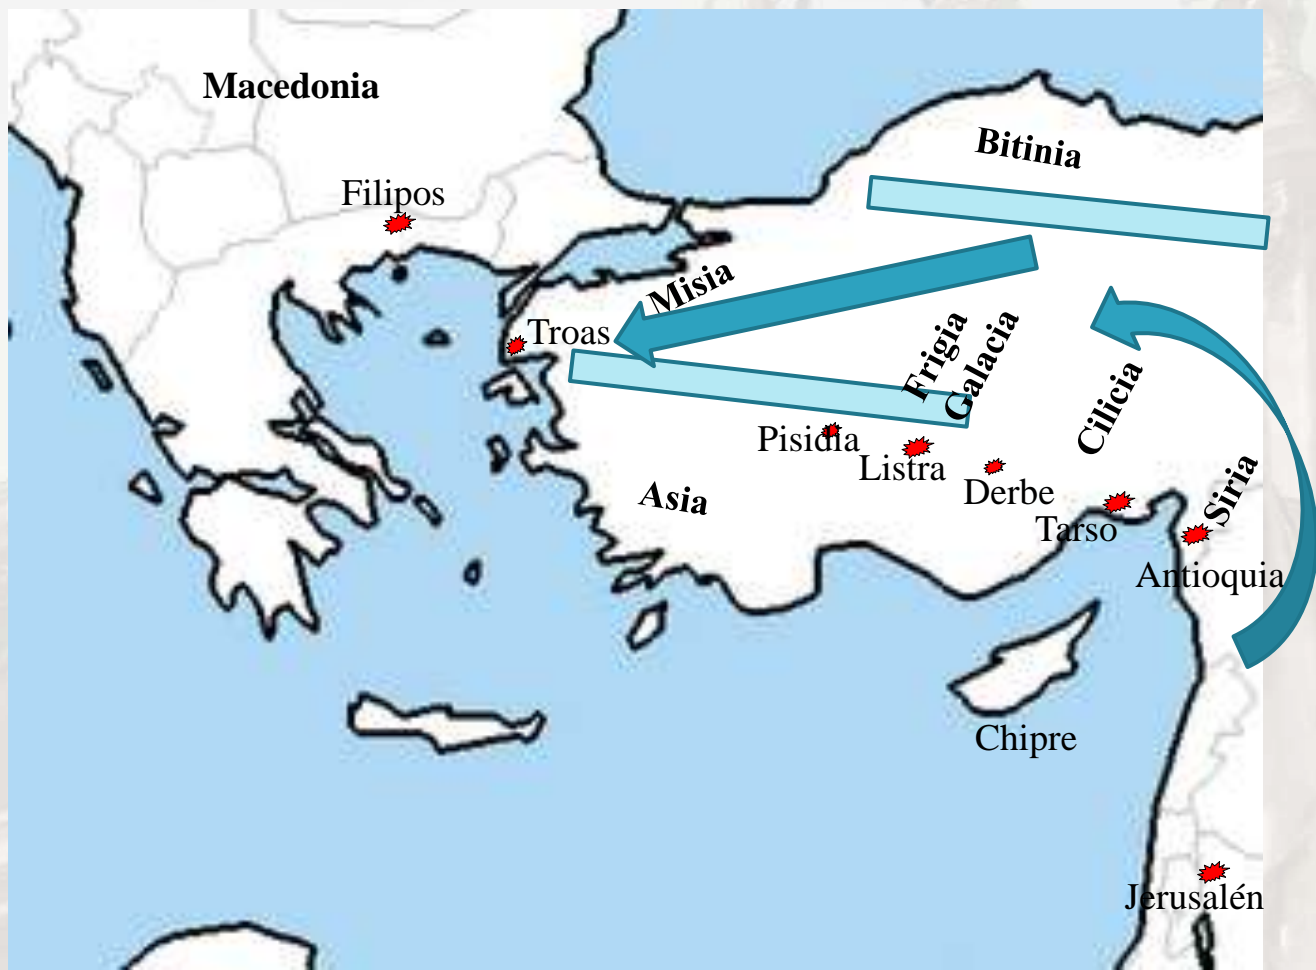 Macedonia
Bitinia
Filipos
Misia
Troas
Frigia
Galacia
Cilicia
Pisidia
Listra
Derbe
Asia
Tarso
Siria
Antioquia
Chipre
Jerusalén